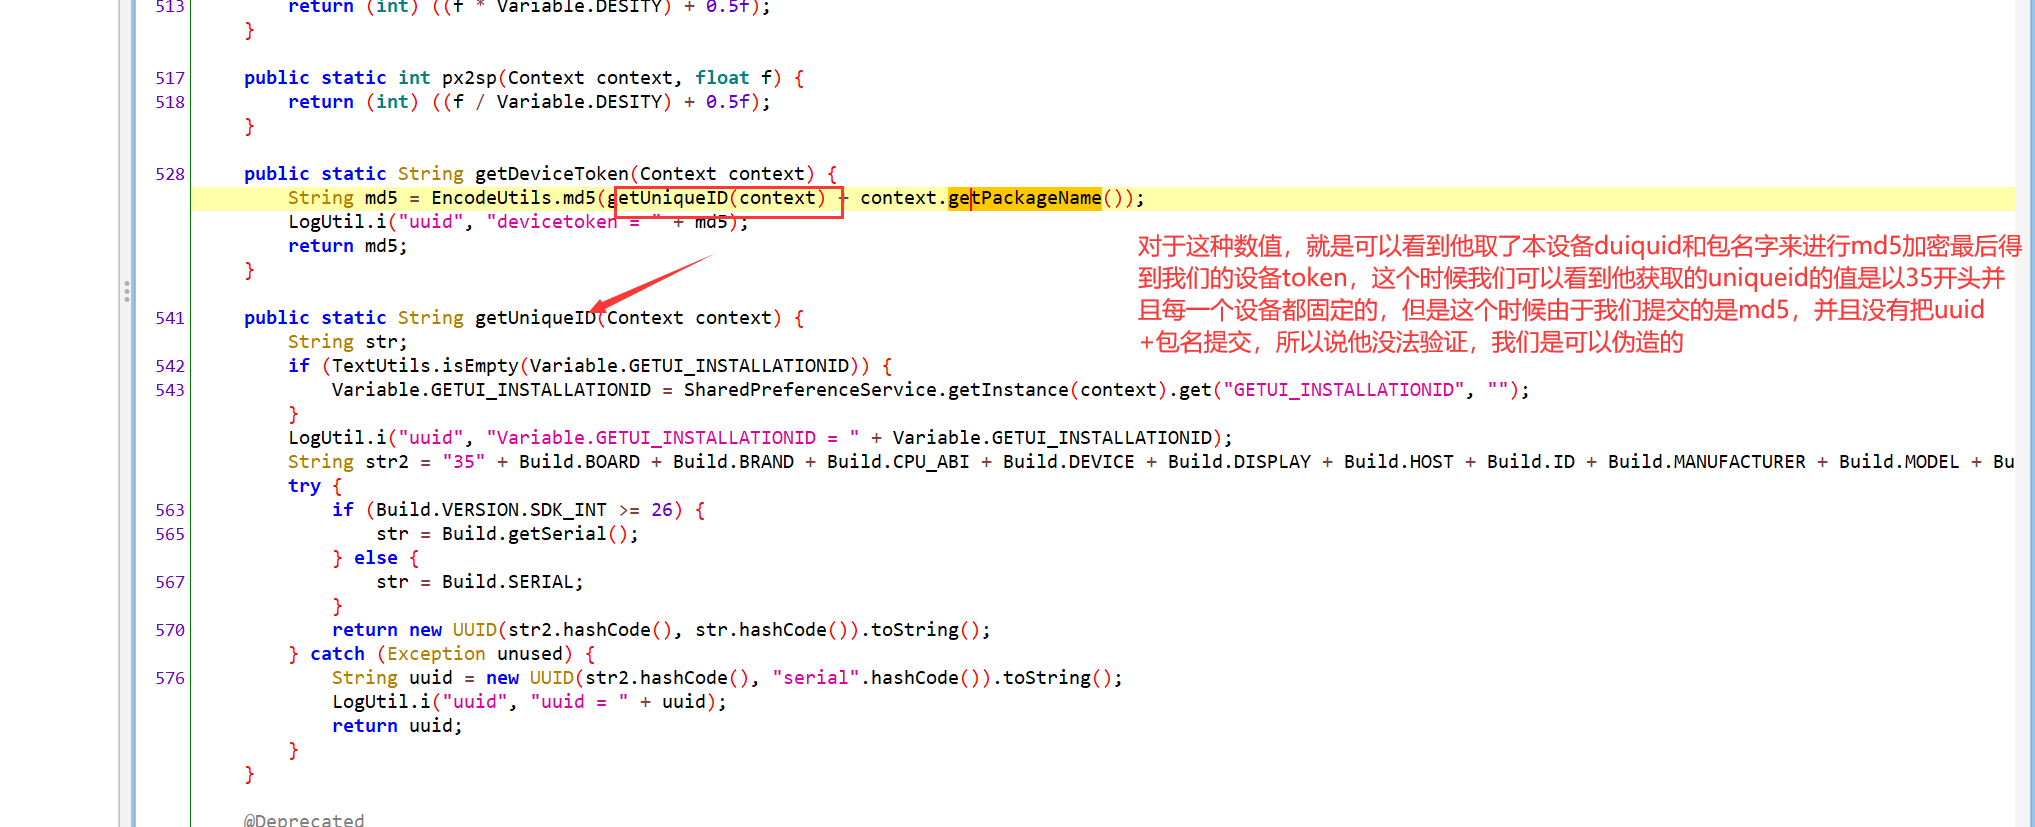 513 return (int) ((f * Variable.DESITY) + 0.5f);
}
517 public static int px2sp(Context context, float f) {
518 return (int) ((f / Variable.DESITY) + 0.5f);
}
528 public static String getDeviceToken(Context context) {
String md5 = EncodeUtils.md5(getUniqueID(context) + context.getPackageName());
LogUtil.i("uuid", "devicetoken = " + md5);
return md5;
}
对于这种数值，就是可以看到他取了本设备duiquid和包名字来进行md5加密最后得
到我们的设备token，这个时候我们可以看到他获取的uniqueid的值是以35开头并
且每一个设备都固定的，但是这个时候由于我们提交的是md5，并且没有把uuid
+包名提交，所以说他没法验证，我们是可以伪造的
541 public static String getUniqueID(Context context) {
String str;
542 if (TextUtils.isEmpty(Variable.GETUI_INSTALLATIONID)) {
543 Variable.GETUI_INSTALLATIONID = SharedPreferenceService.getInstance(context).get("GETUI_INSTALLATIONID", "");
}
LogUtil.i("uuid", "Variable.GETUI_INSTALLATIONID = " + Variable.GETUI_INSTALLATIONID);
String str2 = "35" + Build.BOARD + Build.BRAND + Build.CPU_ABI + Build.DEVICE + Build.DISPLAY + Build.HOST + Build.ID + Build.MANUFACTURER + Build.MODEL + Bu
try {
563 if (Build.VERSION.SDK_INT >= 26) {
565 str = Build.getSerial();
} else {
567 str = Build.SERIAL;
}
570 return new UUID(str2.hashCode(), str.hashCode()).toString();
} catch (Exception unused) {
576 String uuid = new UUID(str2.hashCode(), "serial".hashCode()).toString();
LogUtil.i("uuid", "uuid = " + uuid);
return uuid;
}
}
@Deprecated